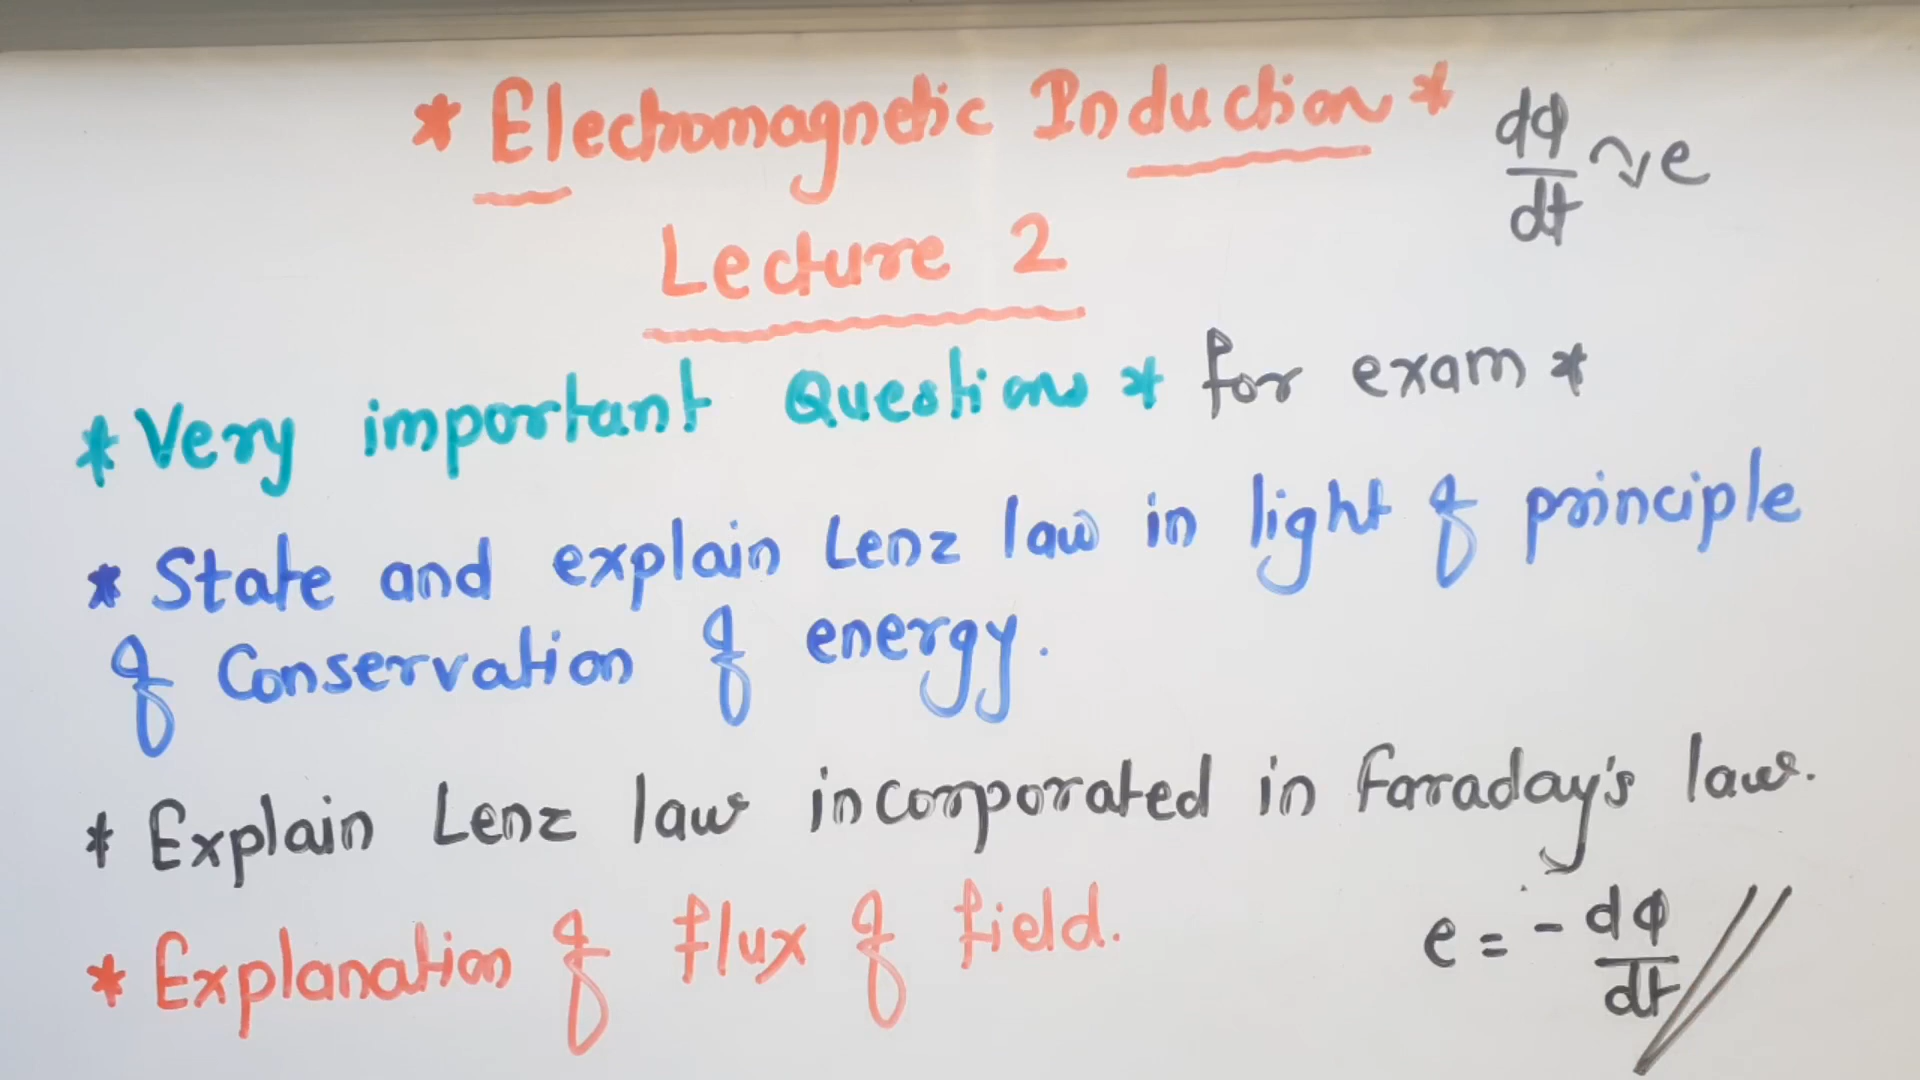 * Electromagnetic Induction *
dφ/dt ~ e
Lecture 2
* Very important Questions * for exam *
* State and explain Lenz law in light of principle
of Conservation of energy.
* Explain Lenz law incorporated in Faraday's law.
* Explanation of flux of field.
e = - dφ/dt